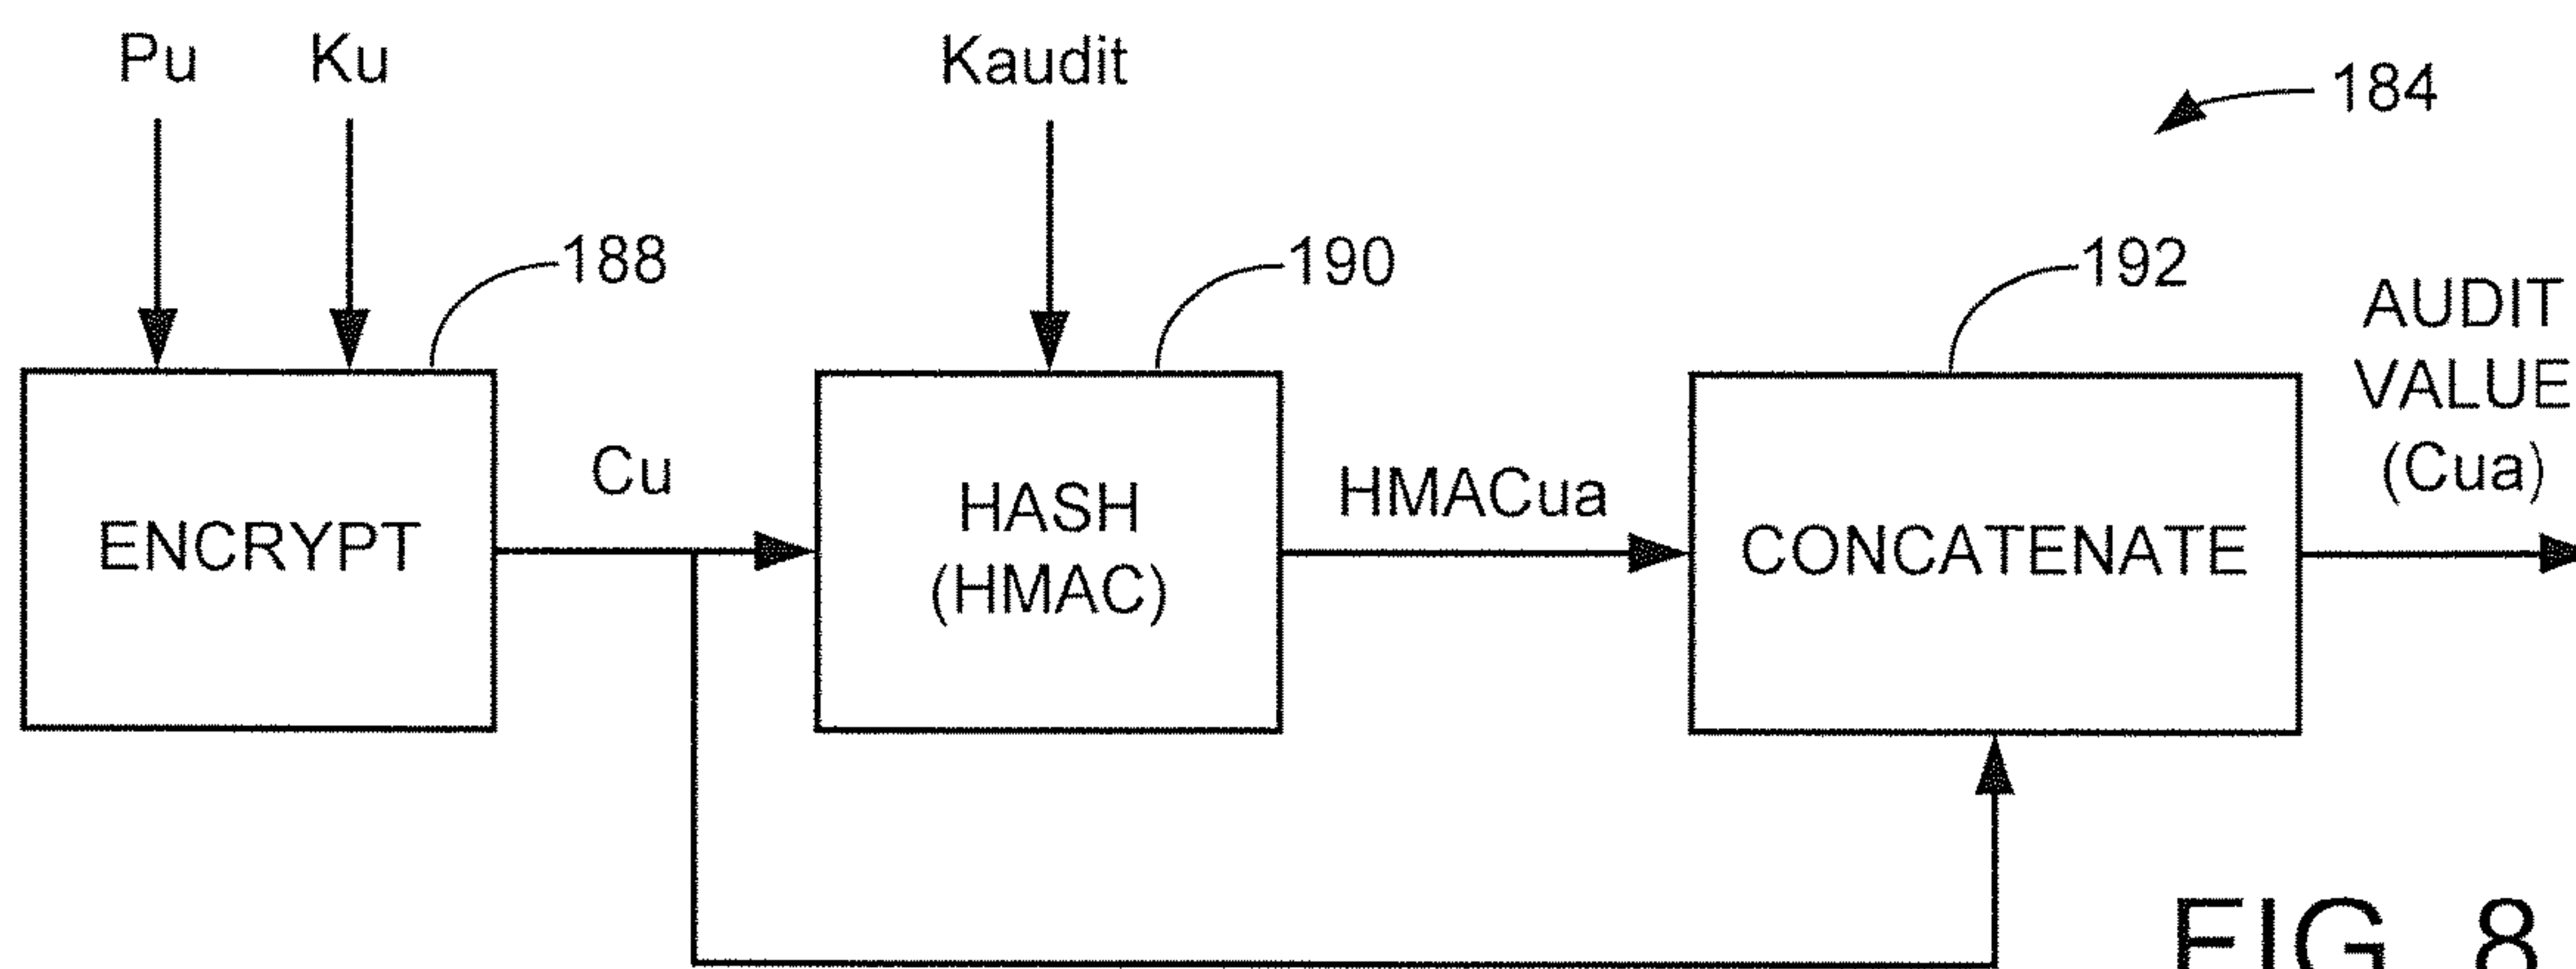 Pu
Ku
Kaudit
184
188
190
192
AUDIT
VALUE
(Cua)
ENCRYPT
Cu
HASH
(HMAC)
HMACua
CONCATENATE
FIG. 8